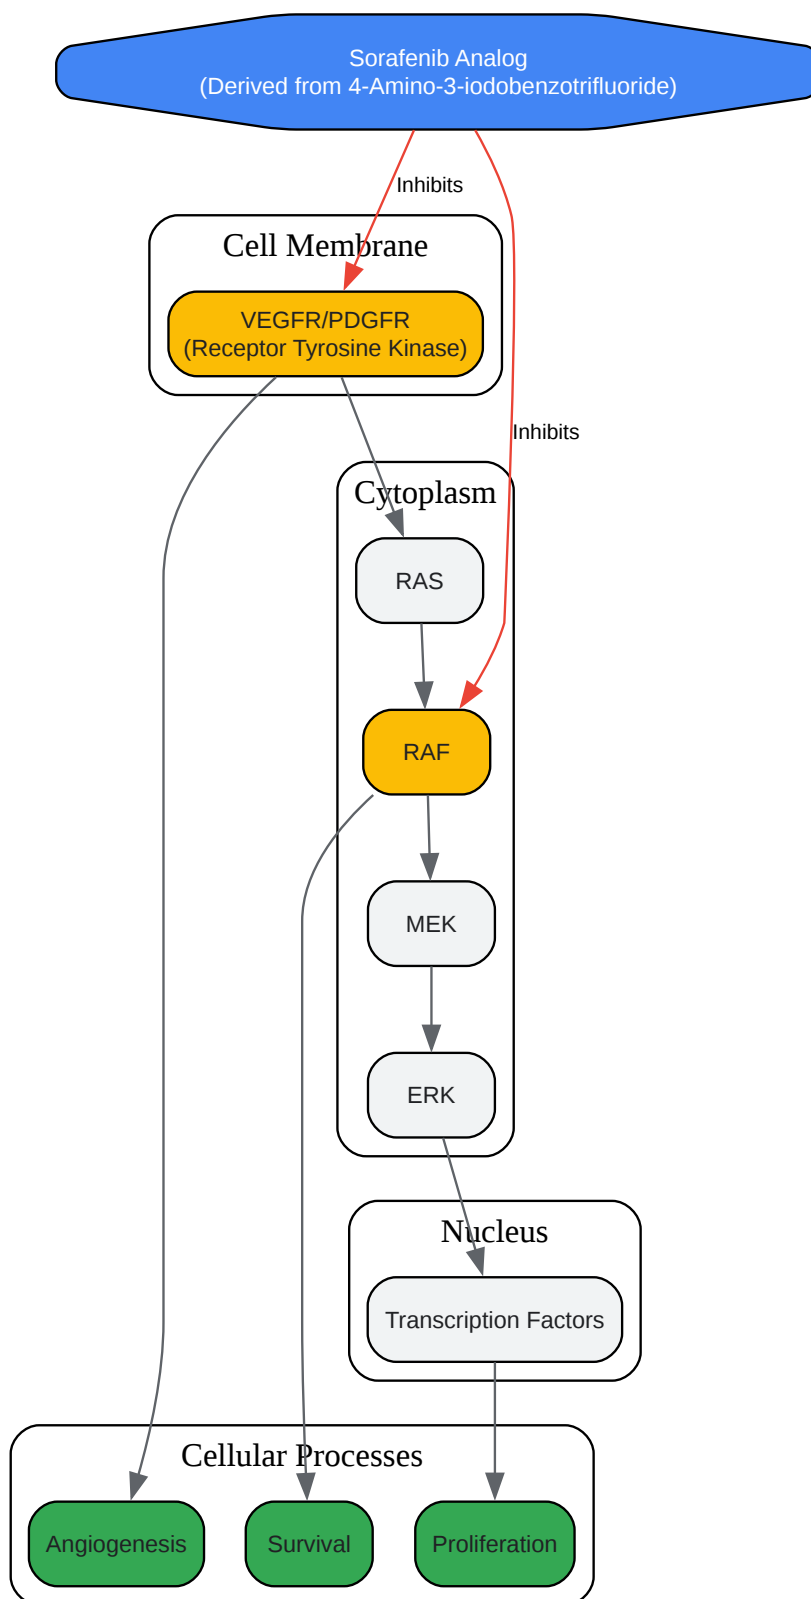 Sorafenib Analog
(Derived from 4-Amino-3-iodobenzotrifluoride)
Inhibits
Cell Membrane
VEGFR/PDGFR
(Receptor Tyrosine Kinase)
Inhibits
Cytoplasm
RAS
RAF
MEK
ERK
Nucleus
Transcription Factors
Cellular Processes
Angiogenesis
Survival
Proliferation